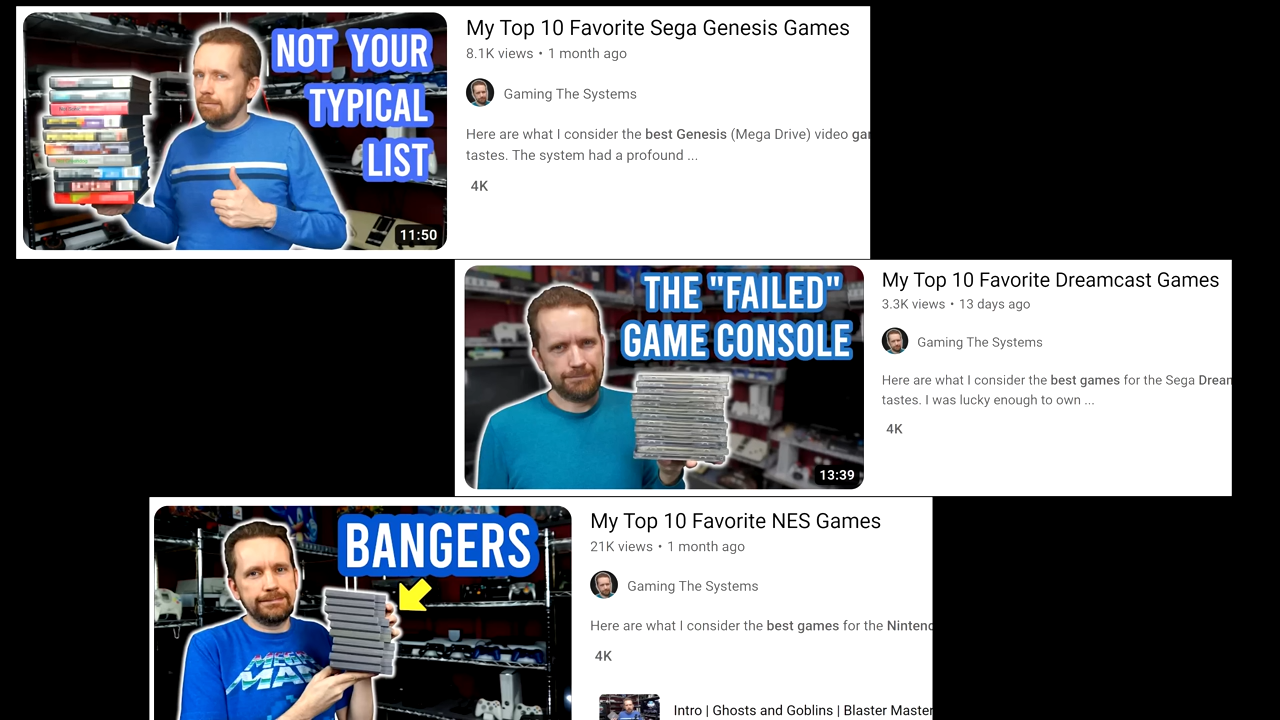 NOT YOUR
TYPICAL
LIST
11:50
My Top 10 Favorite Sega Genesis Games
8.1K views • 1 month ago
Gaming The Systems
Here are what I consider the best Genesis (Mega Drive) video gar
tastes. The system had a profound ...
4K
THE "FAILED"
GAME CONSOLE
13:39
My Top 10 Favorite Dreamcast Games
3.3K views • 13 days ago
Gaming The Systems
Here are what I consider the best games for the Sega Drean
tastes. I was lucky enough to own ...
4K
BANGERS
MEGA
MAN
My Top 10 Favorite NES Games
21K views • 1 month ago
Gaming The Systems
Here are what I consider the best games for the Nintend
4K
Intro | Ghosts and Goblins | Blaster Master